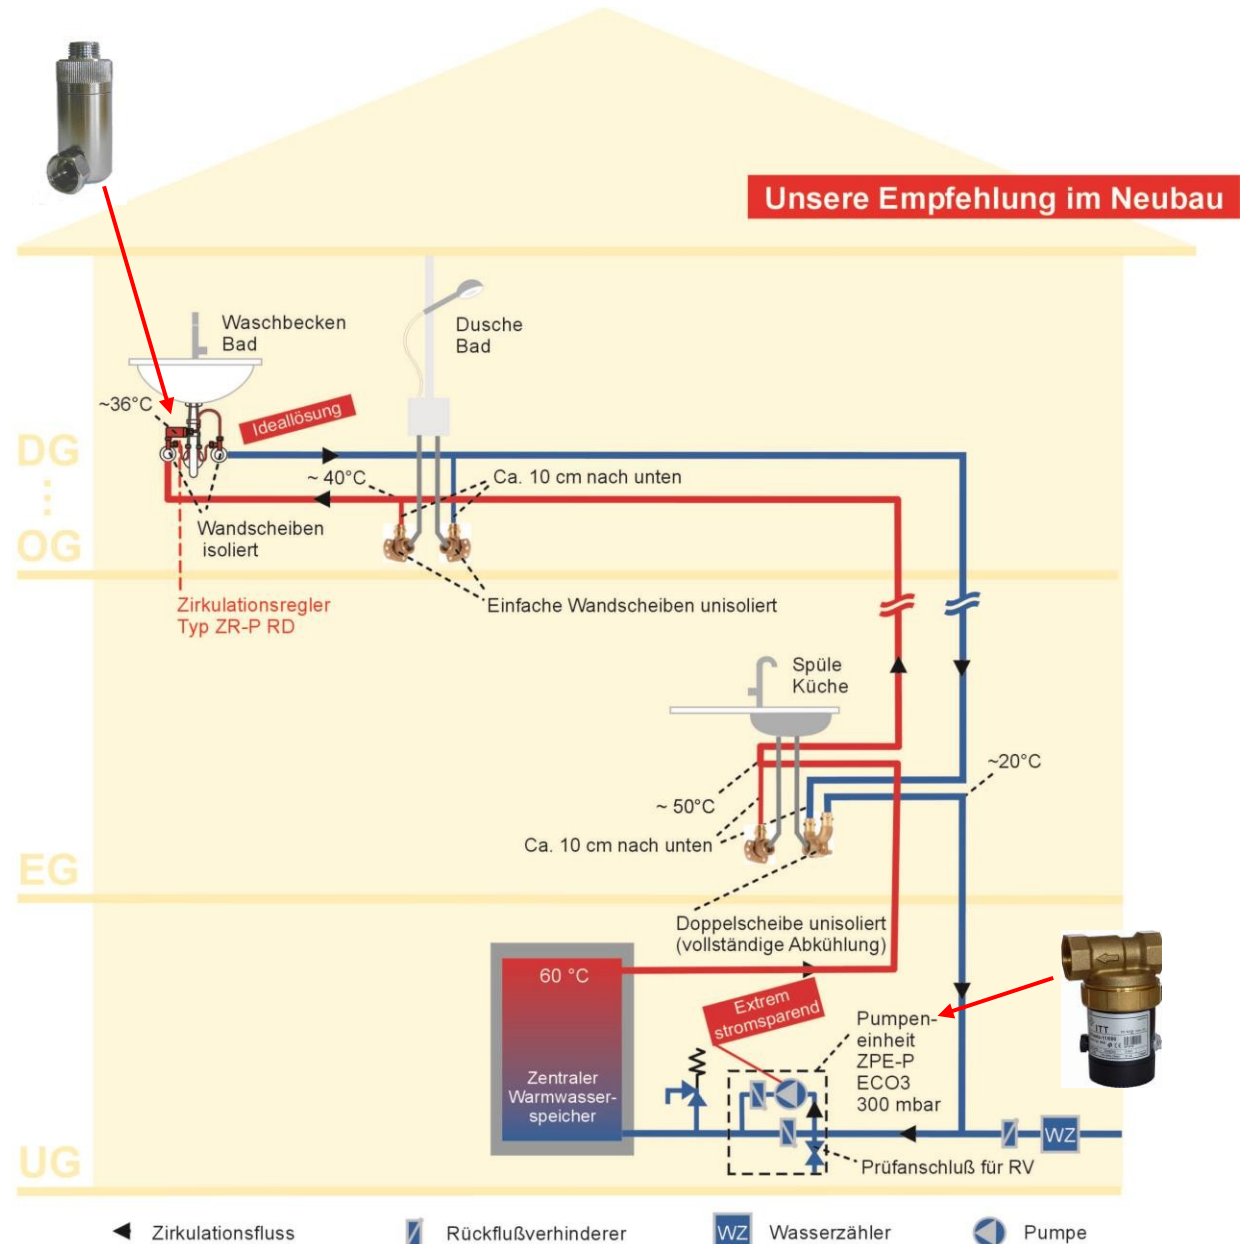 Unsere Empfehlung im Neubau
Waschbecken
Bad
Dusche
Bad
~36°C
Ideallösung
DG
~ 40°C
Ca. 10 cm nach unten
Wandscheiben
isoliert
OG
Zirkulationsregler
Typ ZR-P RD
Einfache Wandscheiben unisoliert
Spüle
Küche
~20°C
~ 50°C
Ca. 10 cm nach unten
EG
Doppelscheibe unisoliert
(vollständige Abkühlung)
60 °C
Extrem
stromsparend
Pumpen-
einheit
ZPE-P
ECO3
300 mbar
ITT
Zentraler
Warmwasser-
speicher
WZ
Prüfanschluß für RV
UG
Zirkulationsfluss
Rückflußverhinderer
WZ
Wasserzähler
Pumpe